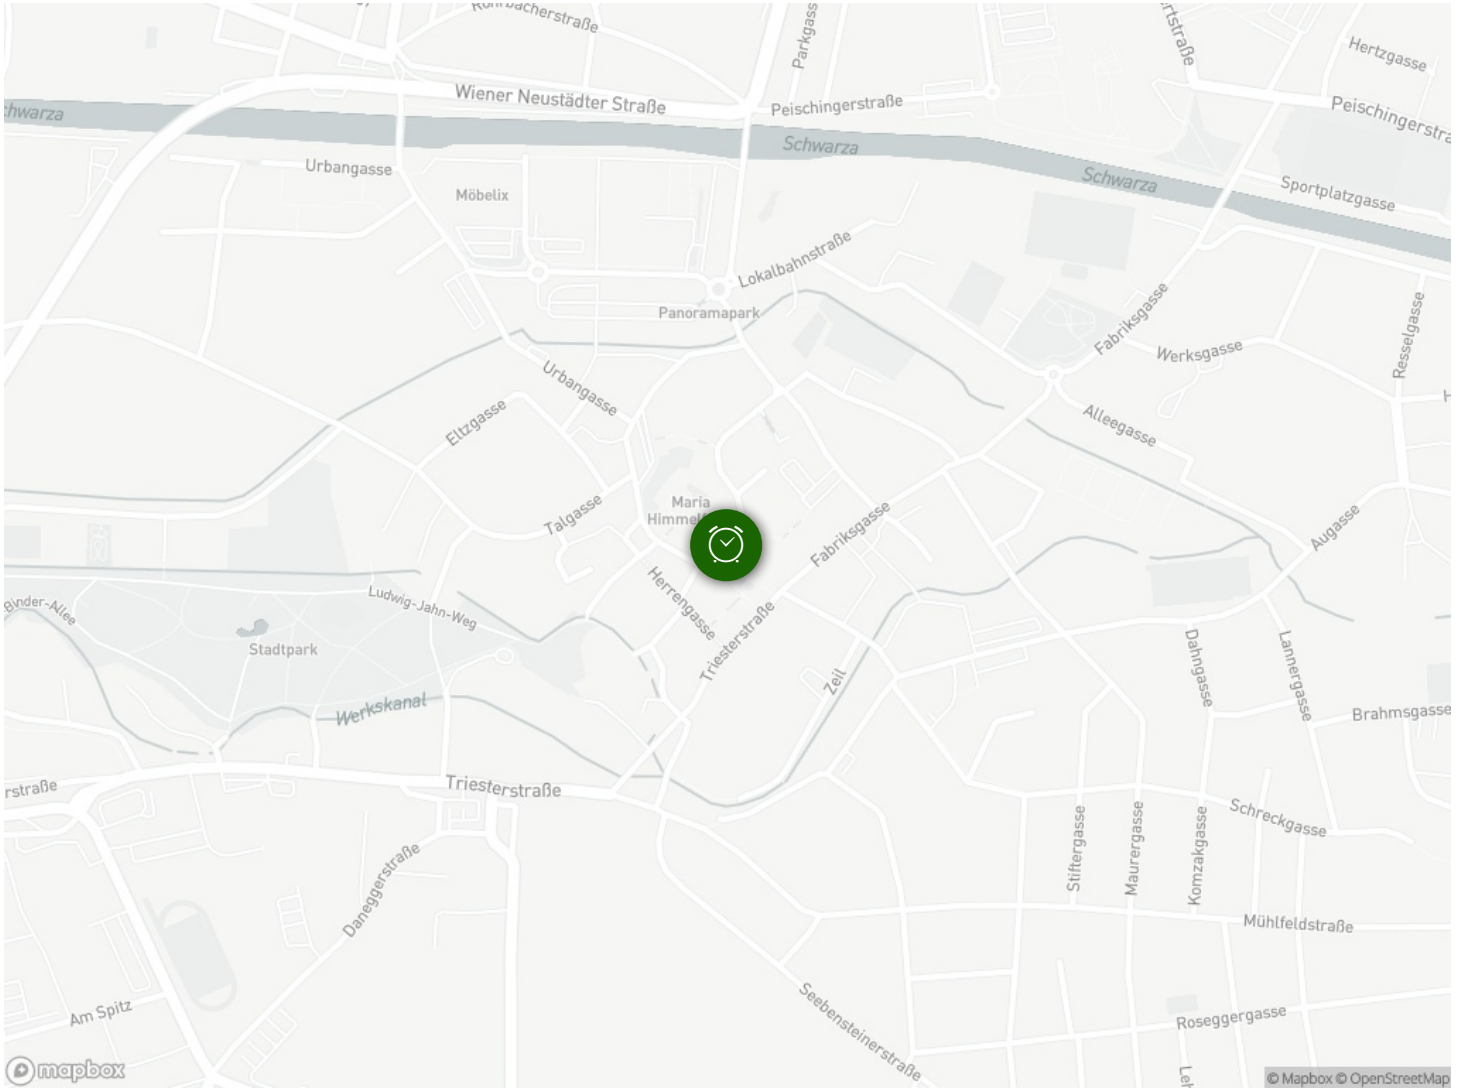 Rohrbacherstraße
Parkgasse
Hertzgasse
Wiener Neustädter Straße
Peischingerstraße
Peischingerstra
Schwarza
Schwarza
Schwarza
Urbangasse
Möbelix
Sportplatzgasse
Lokalbahnstraße
Panoramapark
Fabriksgasse
Werksgasse
Resselgasse
Urbangasse
Eltzgasse
Alleegasse
Talgasse
Maria
Fabriksgasse
Augasse
Herrengasse
Ludwig-Jahn-Weg
Binder-Allee
Stadtpark
Triesterstraße
Zeil
Dahngasse
Lannergasse
Werkskanal
Brahmsgasse
rstraße
Triesterstraße
Schreckgasse
Stiftergasse
Maurergasse
Komzakgasse
Daneggerstraße
Mühlfeldstraße
Am Spitz
Seebensteinerstraße
Roseggergasse
mapbox
© Mapbox © OpenStreetMap